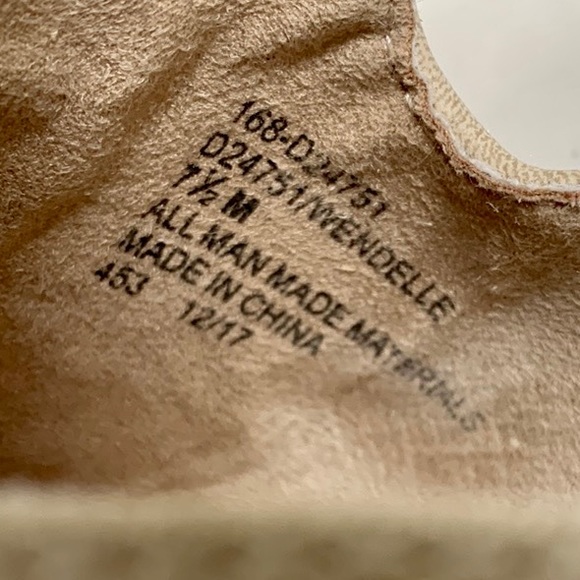 168-D24751
D24751/WENDELLE
7½ M
ALL MAN MADE MATERIALS
MADE IN CHINA
453 12/17